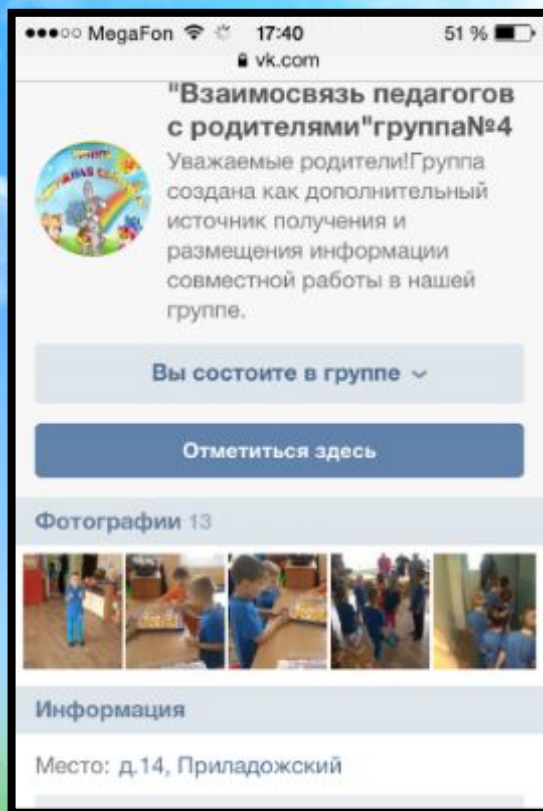 MegaFon 17:40 51 %
vk.com
"Взаимосвязь педагогов
с родителями"группа№4
Уважаемые родители!Группа
создана как дополнительный
источник получения и
размещения информации
совместной работы в нашей
группе.
Вы состоите в группе
Отметиться здесь
Фотографии 13
Информация
Место: д.14, Приладожский